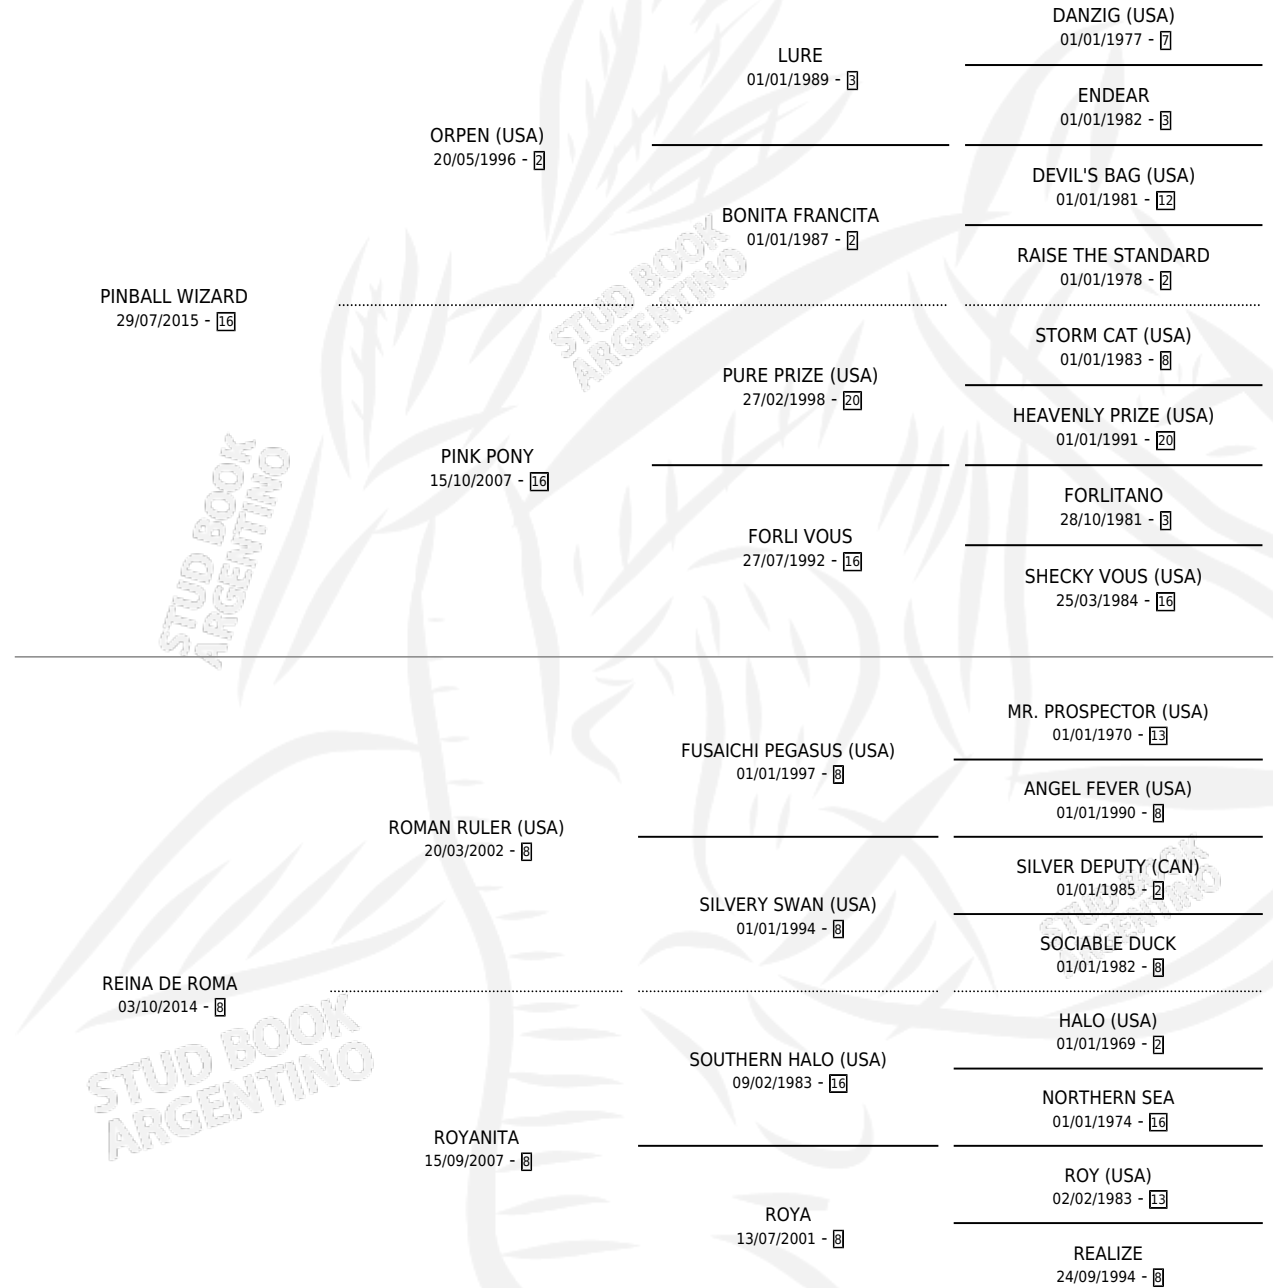 DANZIG (USA)
01/01/1977 - 7
LURE
01/01/1989 - 3
ENDEAR
01/01/1982 - 3
ORPEN (USA)
20/05/1996 - 2
DEVIL'S BAG (USA)
01/01/1981 - 12
BONITA FRANCITA
01/01/1987 - 2
RAISE THE STANDARD
01/01/1978 - 2
PINBALL WIZARD
29/07/2015 - 16
STUD BOOK
ARGENTINO
STORM CAT (USA)
01/01/1983 - 8
PURE PRIZE (USA)
27/02/1998 - 20
HEAVENLY PRIZE (USA)
01/01/1991 - 20
PINK PONY
15/10/2007 - 16
FORLITANO
28/10/1981 - 3
FORLI VOUS
27/07/1992 - 16
SHECKY VOUS (USA)
25/03/1984 - 16
STUD BOOK
ARGENTINO
MR. PROSPECTOR (USA)
01/01/1970 - 13
FUSAICHI PEGASUS (USA)
01/01/1997 - 8
ANGEL FEVER (USA)
01/01/1990 - 8
ROMAN RULER (USA)
20/03/2002 - 8
SILVER DEPUTY (CAN)
01/01/1985 - 2
SILVERY SWAN (USA)
01/01/1994 - 8
STUD BOOK
ARGENTINO
SOCIABLE DUCK
01/01/1982 - 8
REINA DE ROMA
03/10/2014 - 8
STUD BOOK
ARGENTINO
HALO (USA)
01/01/1969 - 2
SOUTHERN HALO (USA)
09/02/1983 - 16
NORTHERN SEA
01/01/1974 - 16
ROYANITA
15/09/2007 - 8
ROY (USA)
02/02/1983 - 13
ROYA
13/07/2001 - 8
REALIZE
24/09/1994 - 8